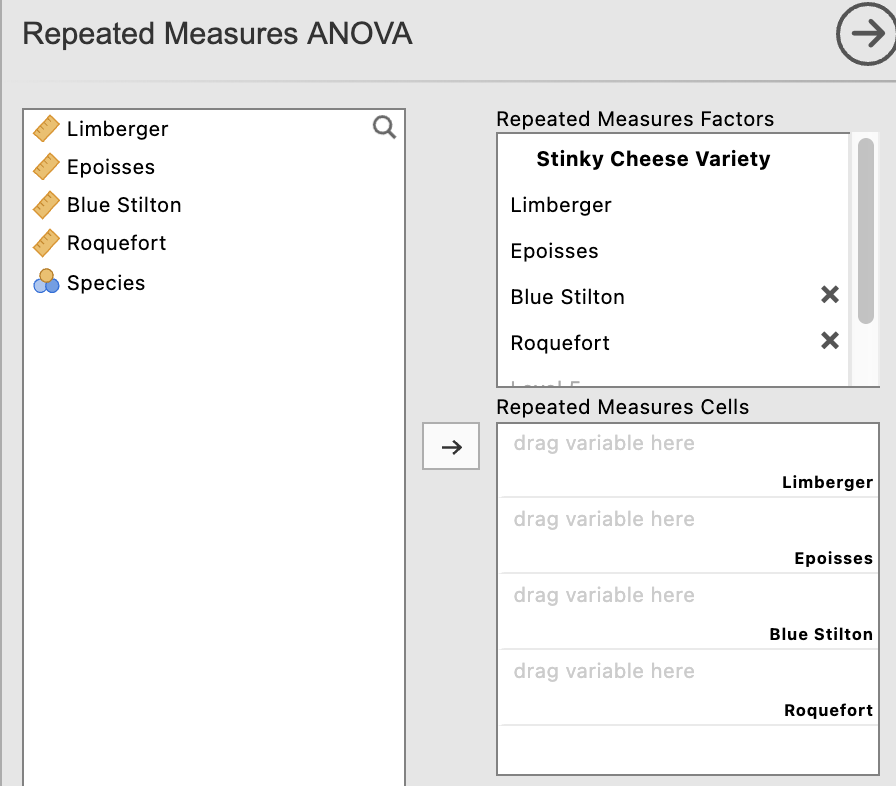 Repeated Measures ANOVA
Limberger
Epoisses
Blue Stilton
Roquefort
Species
Repeated Measures Factors
Stinky Cheese Variety
Limberger
Epoisses
Blue Stilton
Roquefort
Level 5
Repeated Measures Cells
drag variable here
Limberger
drag variable here
Epoisses
drag variable here
Blue Stilton
drag variable here
Roquefort